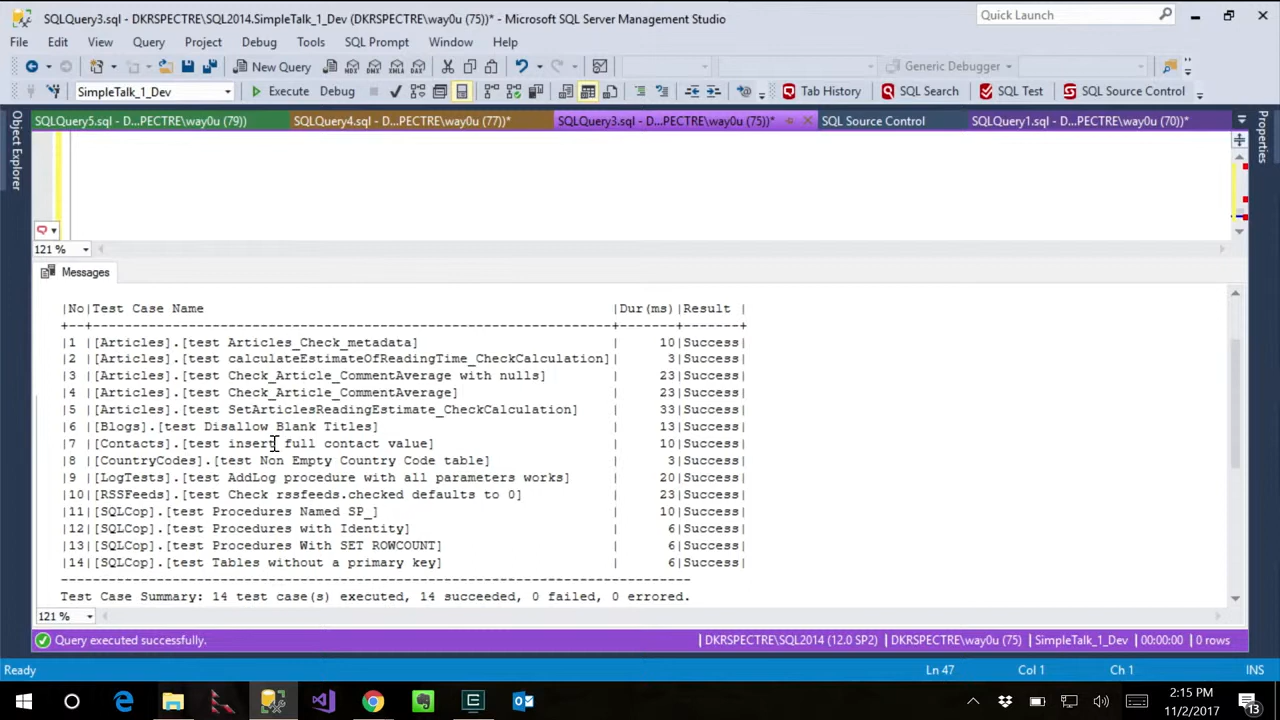 SQLQuery3.sql - DKRSPECTRE\SQL2014.SimpleTalk_1_Dev (DKRSPECTRE\way0u (75))* - Microsoft SQL Server Management Studio
Quick Launch
File Edit View Query Project Debug Tools SQL Prompt Window Help
New Query MDX DMX XMLA DAX Generic Debugger
SimpleTalk_1_Dev Execute Debug Tab History SQL Search SQL Test SQL Source Control
SQLQuery5.sql - D...PECTRE\way0u (79)) SQLQuery4.sql - D...PECTRE\way0u (77))* SQLQuery3.sql - D...PECTRE\way0u (75))* SQL Source Control SQLQuery1.sql - D...PECTRE\way0u (70))*
Object Explorer
Properties
121 %
Messages
|No|Test Case Name |Dur(ms)|Result |
+--+----------------------------------------------------------------+-------+-------+
|1 |[Articles].[test Articles_Check_metadata] | 10|Success|
|2 |[Articles].[test calculateEstimateOfReadingTime_CheckCalculation]| 3|Success|
|3 |[Articles].[test Check_Article_CommentAverage with nulls] | 23|Success|
|4 |[Articles].[test Check_Article_CommentAverage] | 23|Success|
|5 |[Articles].[test SetArticlesReadingEstimate_CheckCalculation] | 33|Success|
|6 |[Blogs].[test Disallow Blank Titles] | 13|Success|
|7 |[Contacts].[test insert full contact value] | 10|Success|
|8 |[CountryCodes].[test Non Empty Country Code table] | 3|Success|
|9 |[LogTests].[test AddLog procedure with all parameters works] | 20|Success|
|10|[RSSFeeds].[test Check rssfeeds.checked defaults to 0] | 23|Success|
|11|[SQLCop].[test Procedures Named SP_] | 10|Success|
|12|[SQLCop].[test Procedures with Identity] | 6|Success|
|13|[SQLCop].[test Procedures With SET ROWCOUNT] | 6|Success|
|14|[SQLCop].[test Tables without a primary key] | 6|Success|
-------------------------------------------------------------------------------
Test Case Summary: 14 test case(s) executed, 14 succeeded, 0 failed, 0 errored.
121 %
Query executed successfully. DKRSPECTRE\SQL2014 (12.0 SP2) DKRSPECTRE\way0u (75) SimpleTalk_1_Dev 00:00:00 0 rows
Ready Ln 47 Col 1 Ch 1 INS
2:15 PM
11/2/2017
13